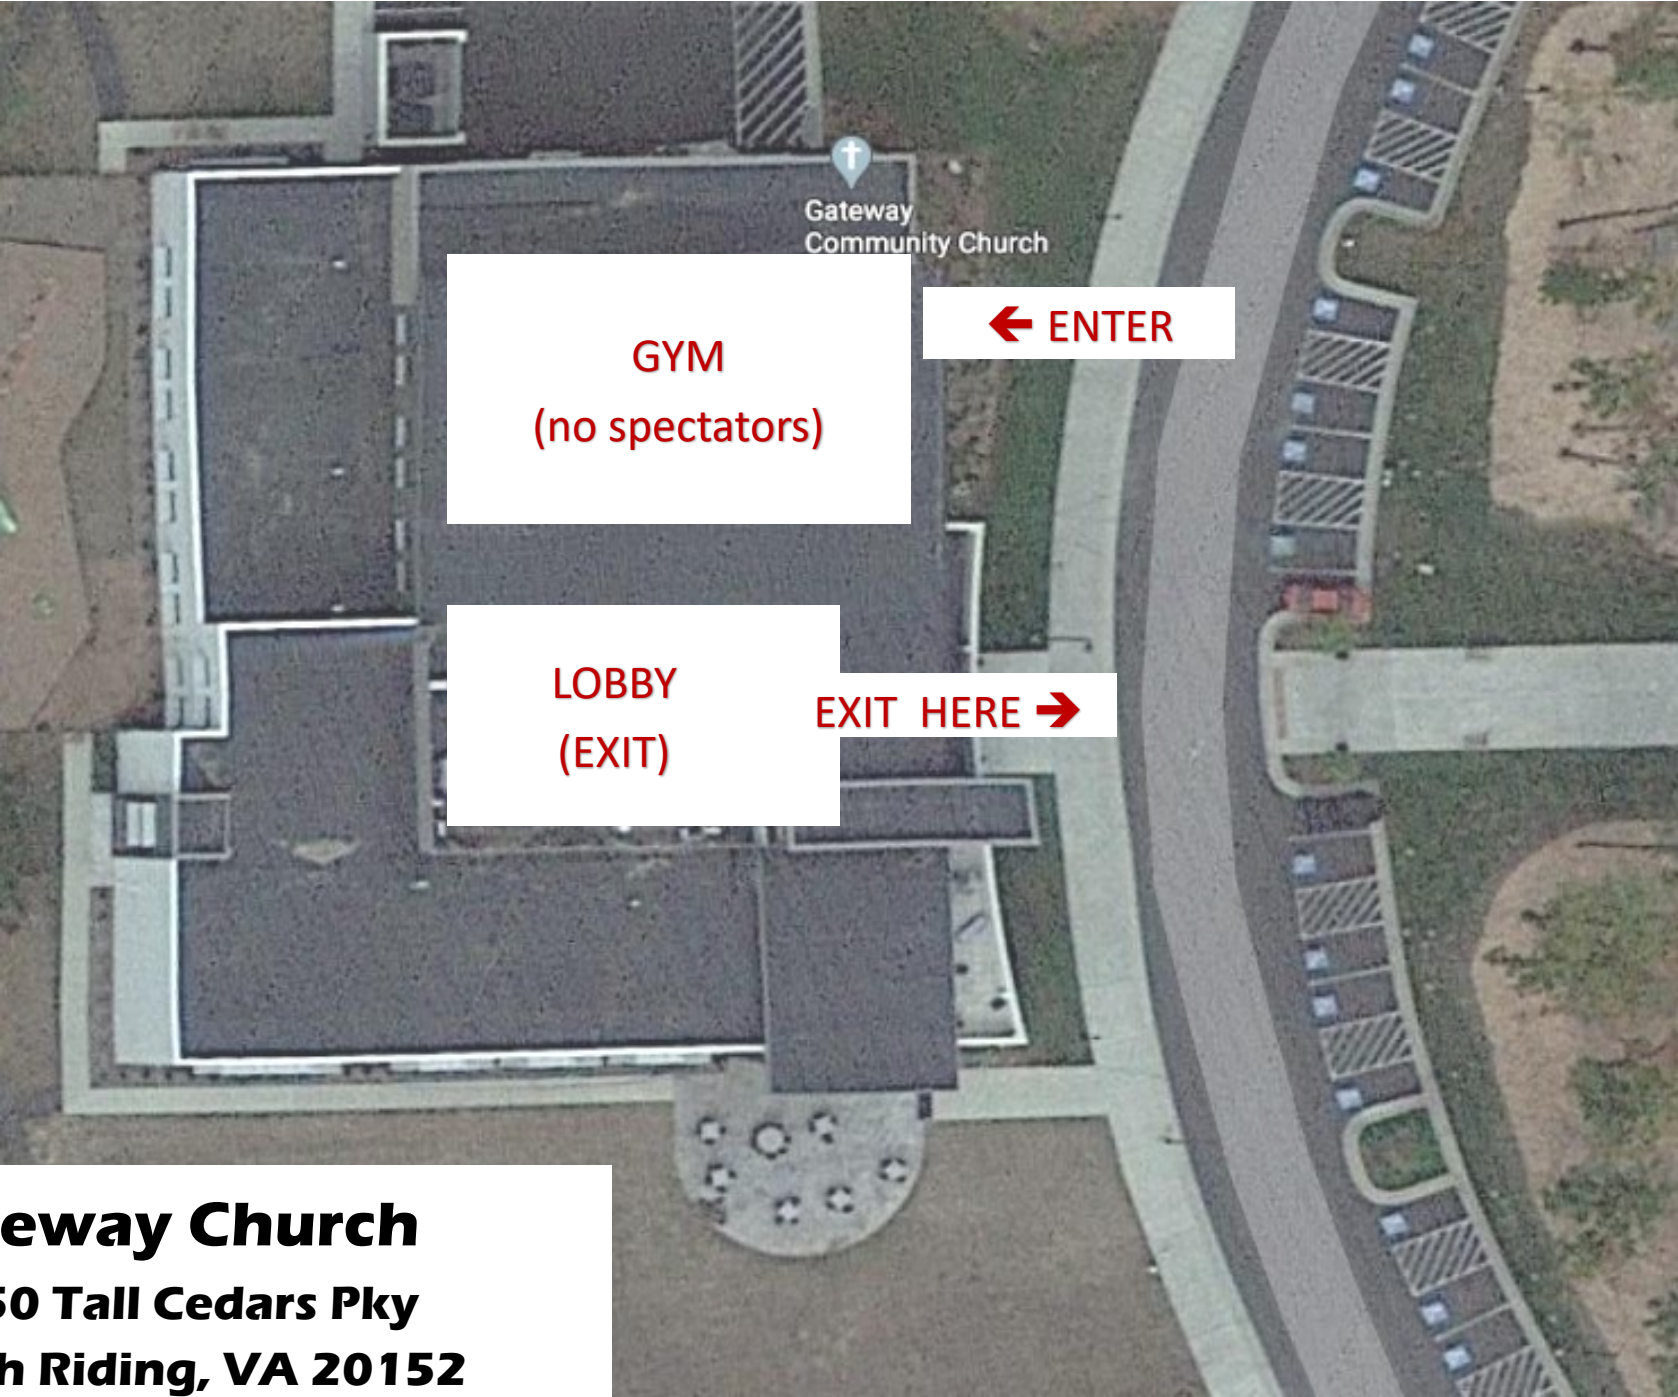 Gateway
Community Church
GYM
(no spectators)
← ENTER
LOBBY
(EXIT)
EXIT HERE →
eway Church
50 Tall Cedars Pky
h Riding, VA 20152